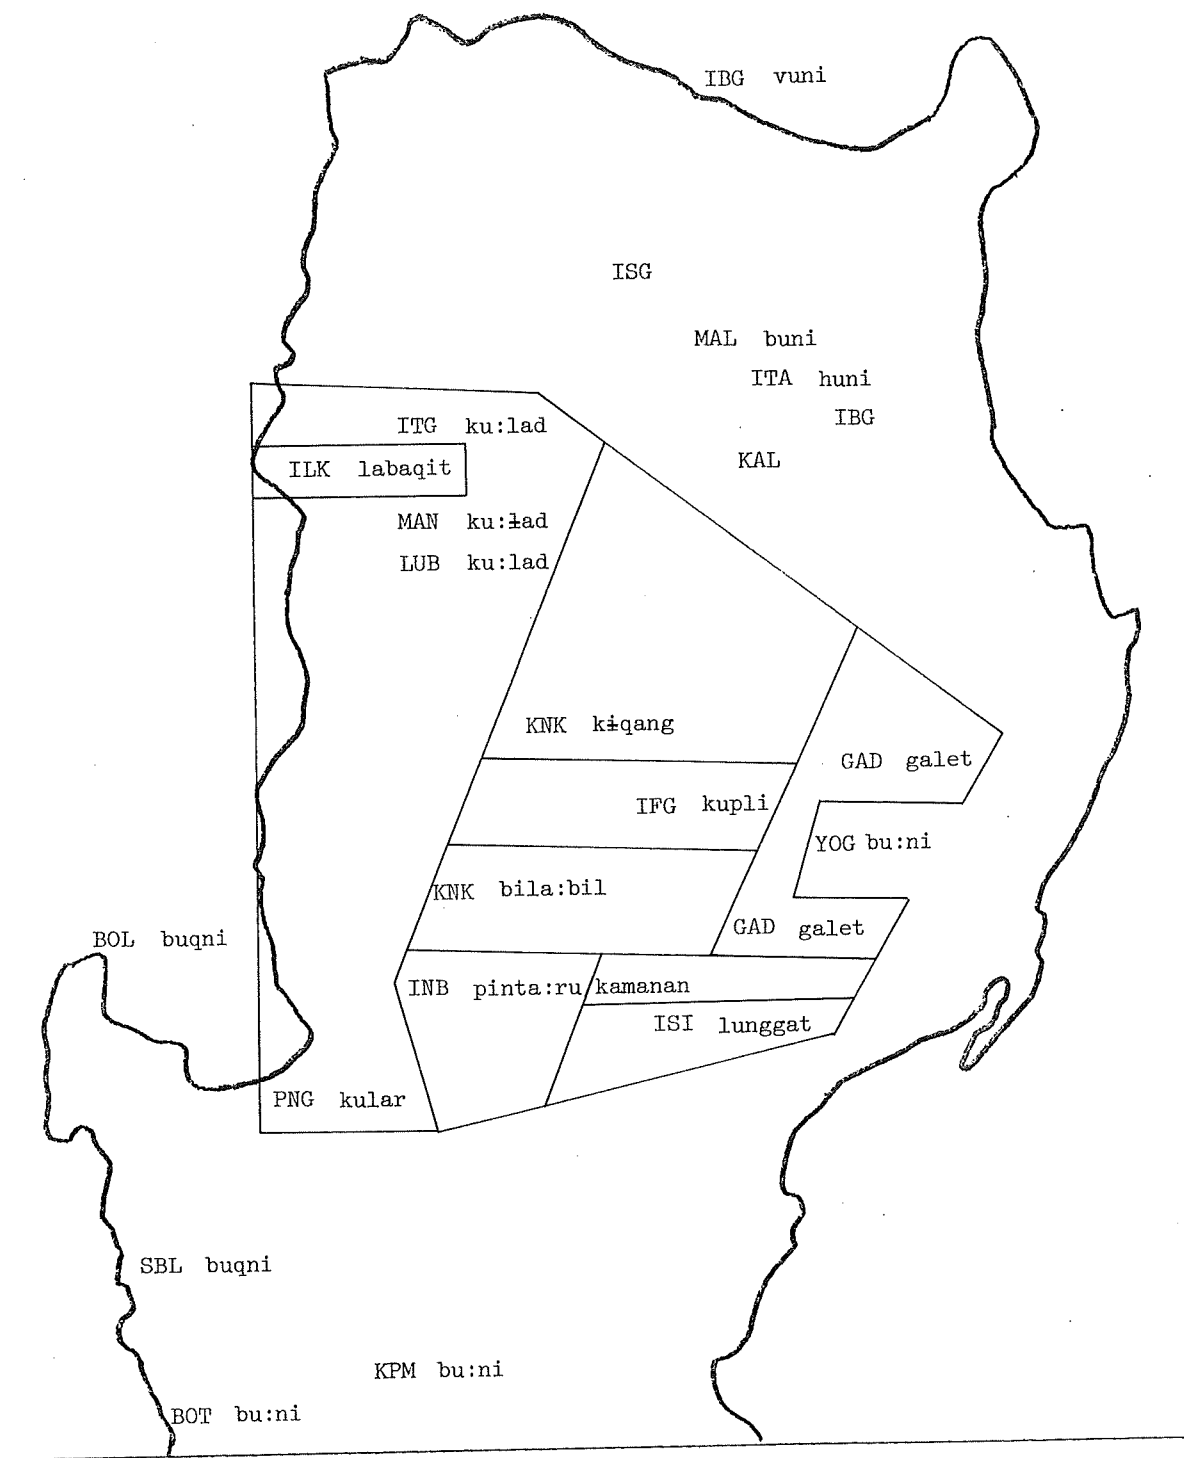 IBG vuni
ISG
MAL buni
ITA huni
IBG
ITG ku:lad
KAL
ILK labaqit
MAN ku:ɫad
LUB ku:lad
KNK kɨqang
GAD galet
IFG kupli
YOG bu:ni
KNK bila:bil
GAD galet
BOL buqni
INB pinta:ru kamanan
ISI lunggat
PNG kular
SBL buqni
KPM bu:ni
BOT bu:ni